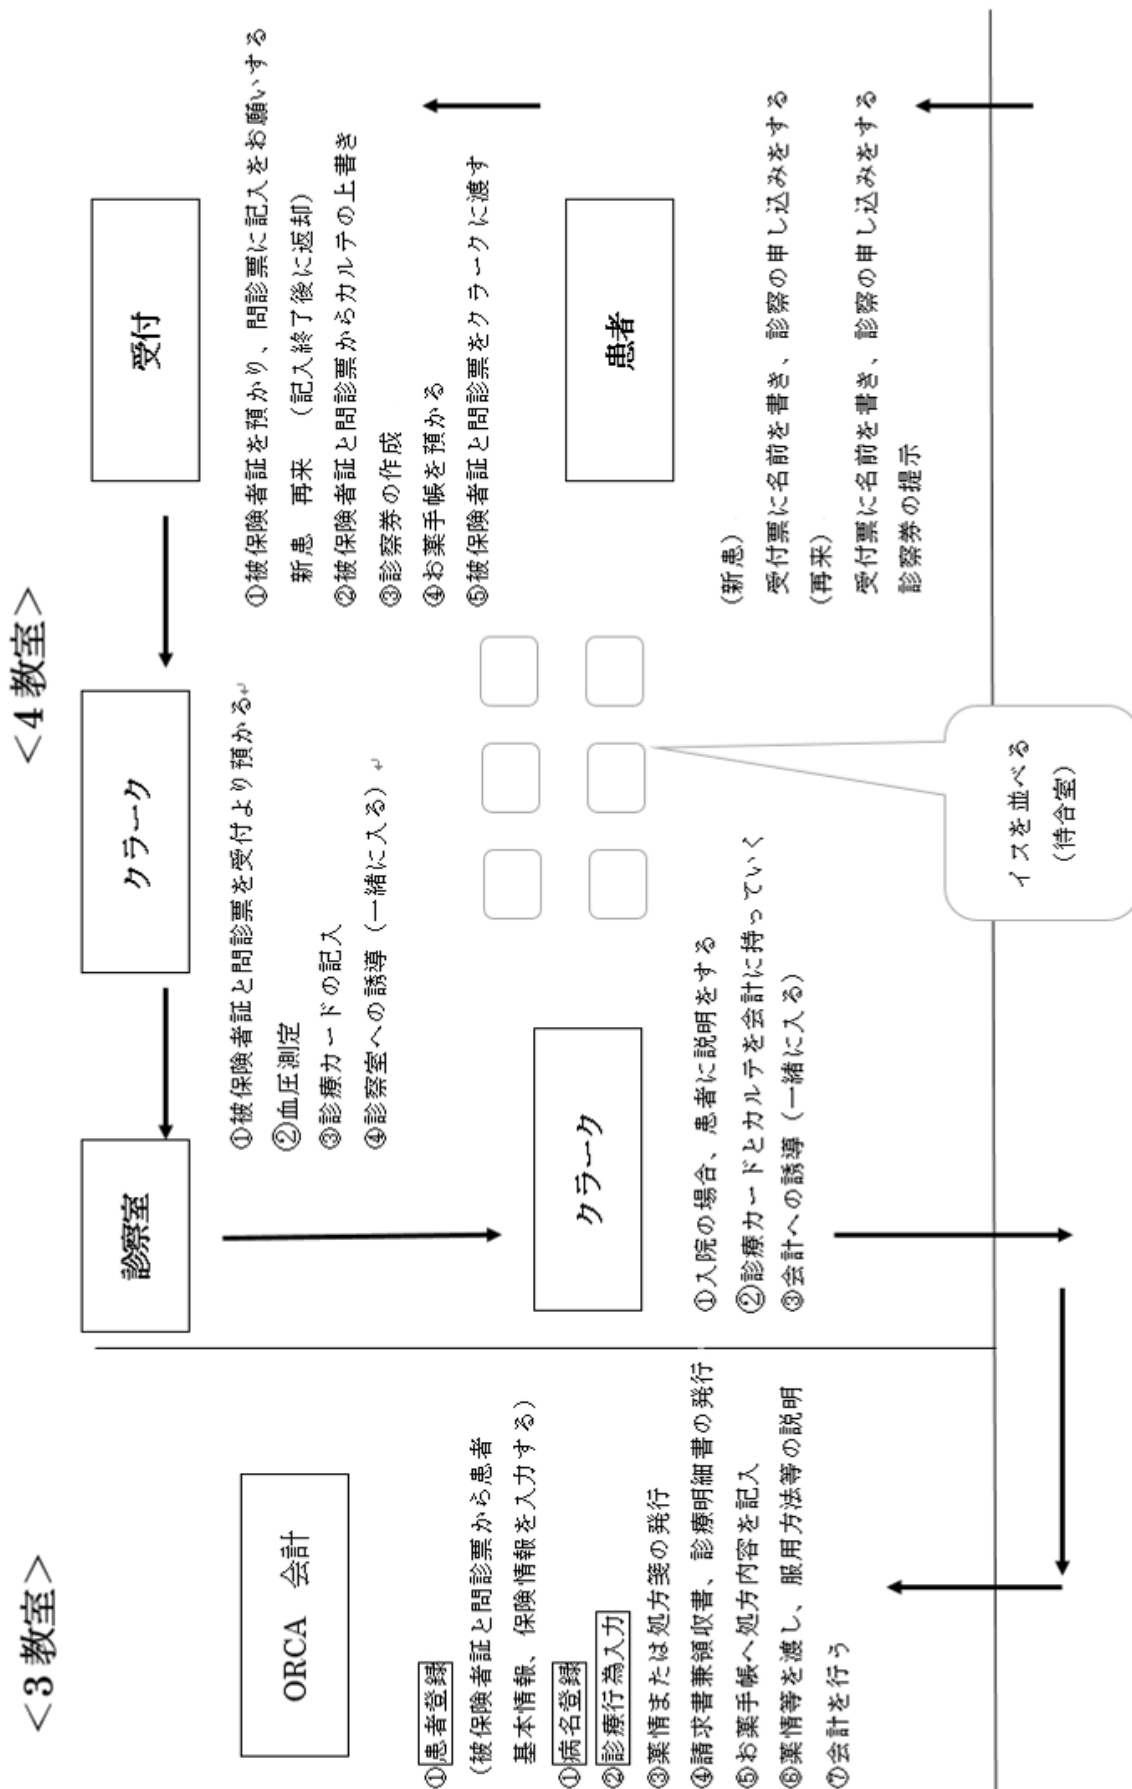 <3 教室>
ORCA 会計
①患者登録
(被保険者証と問診票から患者
基本情報、保険情報を入力する)
①病名登録
②診療行為入力
③薬情または処方箋の発行
④請求書兼領収書、診療明細書の発行
⑤お薬手帳へ処方内容を記入
⑥薬情等を渡し、服用方法等の説明
⑦会計を行う
<4 教室>
診察室
クラーク
①被保険者証と問診票を受付より預かる↵
②血圧測定
③診療カードの記入
④診察室への誘導(一緒に入る)↵
受付
①被保険者証を預かり、問診票に記入をお願いする
新患 再来 (記入終了後に返却)
②被保険者証と問診票からカルテの上書き
③診察券の作成
④お薬手帳を預かる
⑤被保険者証と問診票をクラークに渡す
クラーク
①入院の場合、患者に説明をする
②診療カードとカルテを会計に持っていく
③会計への誘導(一緒に入る)
患者
(新患)
受付票に名前を書き、診察の申し込みをする
(再来)
受付票に名前を書き、診察の申し込みをする
診察券の提示
イスを並べる
(待合室)